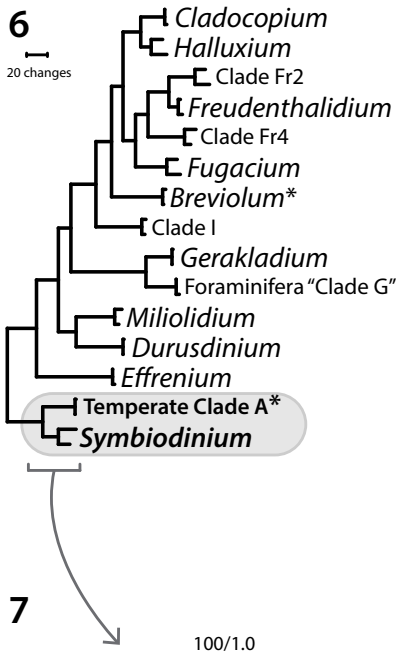 6
20 changes
Cladocopium
Halluxium
Clade Fr2
Freudenthalidium
Clade Fr4
Fugacium
Breviolum*
Clade I
Gerakladium
Foraminifera “Clade G”
Miliolidium
Durusdinium
Effrenium
Temperate Clade A*
Symbiodinium
7
100/1.0